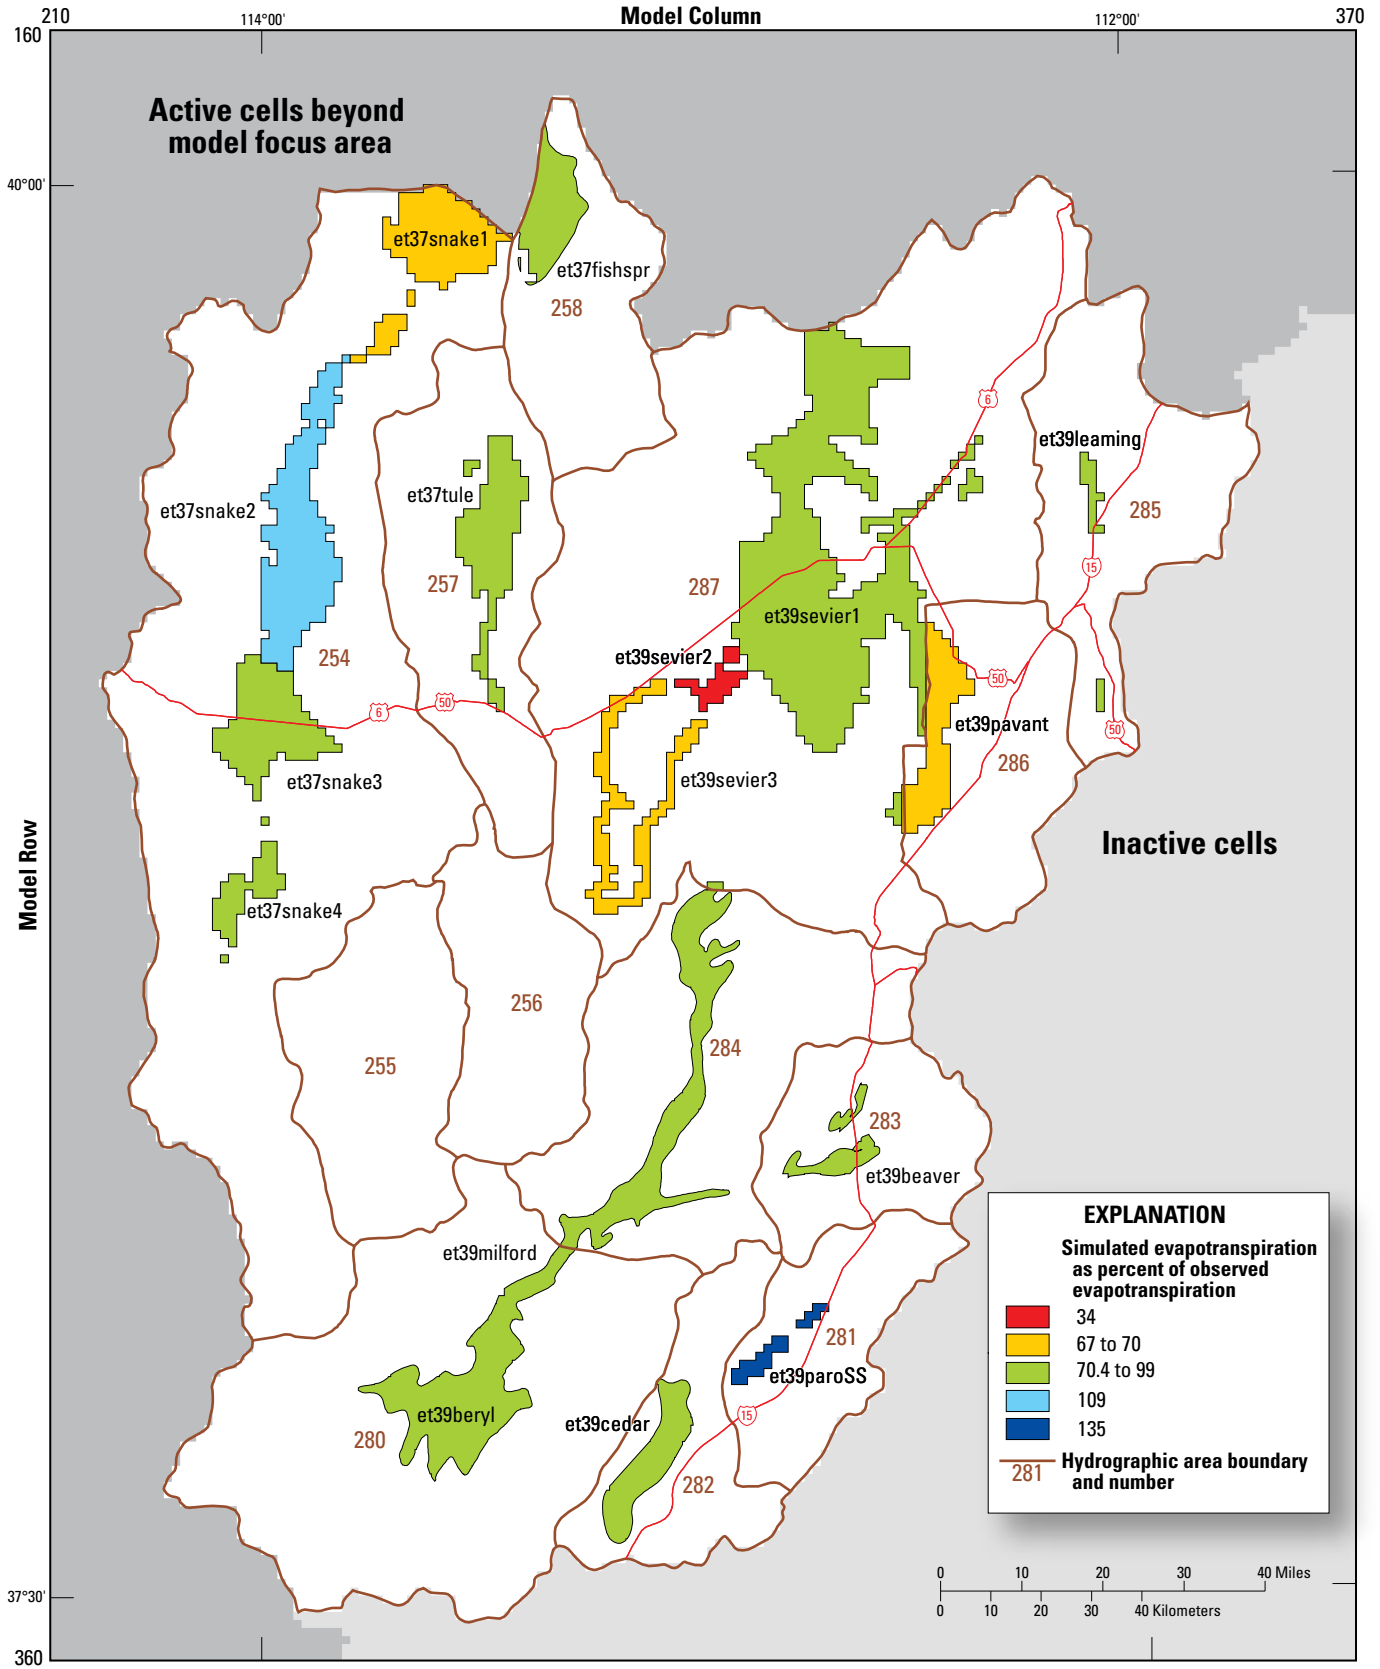 210
114°00'
Model Column
112°00'
370
160
Active cells beyond
model focus area
40°00'
et37snake1
et37fishspr
258
6
et39leaming
et37tule
et37snake2
285
15
257
287
et39sevier1
et39sevier2
254
50
6
50
et39pavant
50
286
et39sevier3
et37snake3
Inactive cells
Model Row
et37snake4
256
284
255
283
et39beaver
et39milford
281
et39paroSS
15
et39beryl
et39cedar
280
282
EXPLANATION
Simulated evapotranspiration
as percent of observed
evapotranspiration
34
67 to 70
70.4 to 99
109
135
281
Hydrographic area boundary
and number
0 10 20 30 40 Miles
0 10 20 30 40 Kilometers
37°30'
360